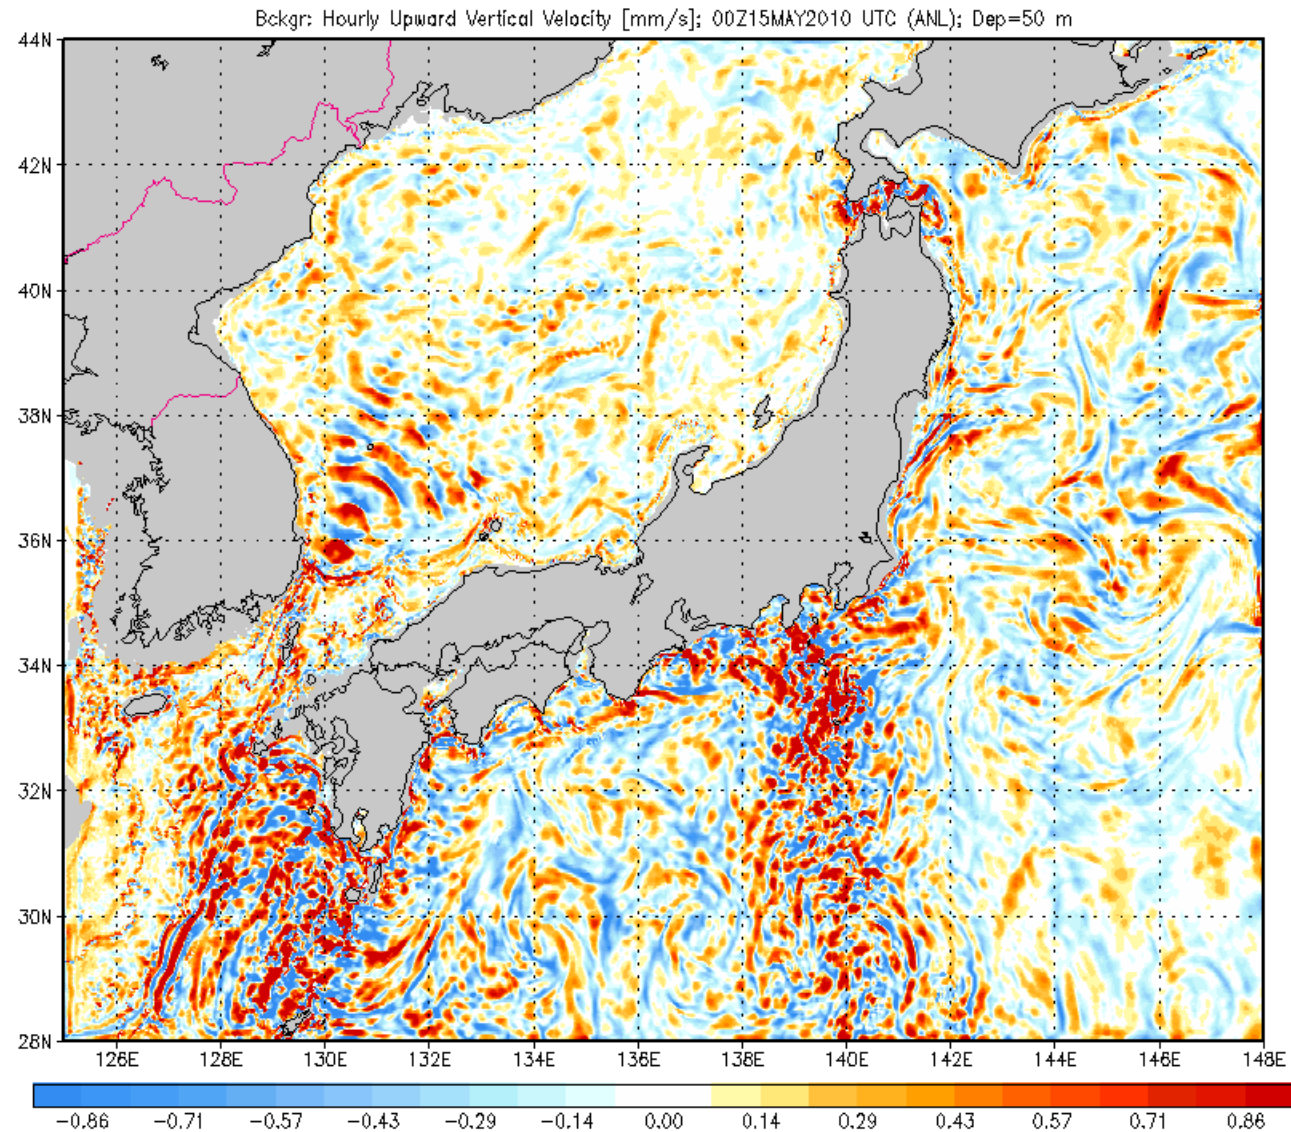 Bckgr: Hourly Upward Vertical Velocity [mm/s]; 00Z15MAY2010 UTC (ANL); Dep=50 m
44N
42N
40N
38N
36N
34N
32N
30N
28N
126E 128E 130E 132E 134E 136E 138E 140E 142E 144E 146E 148E
-0.86 -0.71 -0.57 -0.43 -0.29 -0.14 0.00 0.14 0.29 0.43 0.57 0.71 0.86